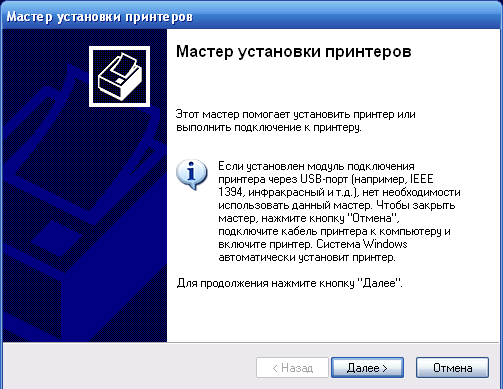 Мастер установки принтеров
Мастер установки принтеров
Этот мастер помогает установить принтер или
выполнить подключение к принтеру.
Если установлен модуль подключения
принтера через USB-порт (например, IEEE
1394, инфракрасный и т.д.), нет необходимости
использовать данный мастер. Чтобы закрыть
мастер, нажмите кнопку "Отмена",
подключите кабель принтера к компьютеру и
включите принтер. Система Windows
автоматически установит принтер.
Для продолжения нажмите кнопку "Далее".
< Назад Далее > Отмена